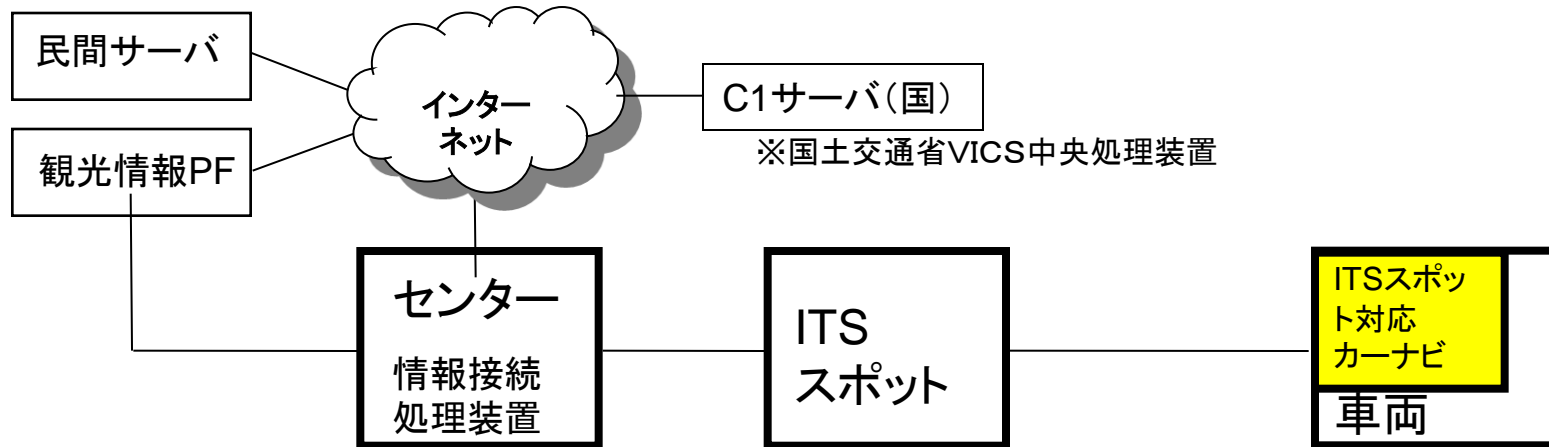 民間サーバ
インター
ネット
C1サーバ（国）
※国土交通省VICS中央処理装置
観光情報PF
センター
情報接続
処理装置
ITS
スポット
ITSスポッ
ト対応
カーナビ
車両